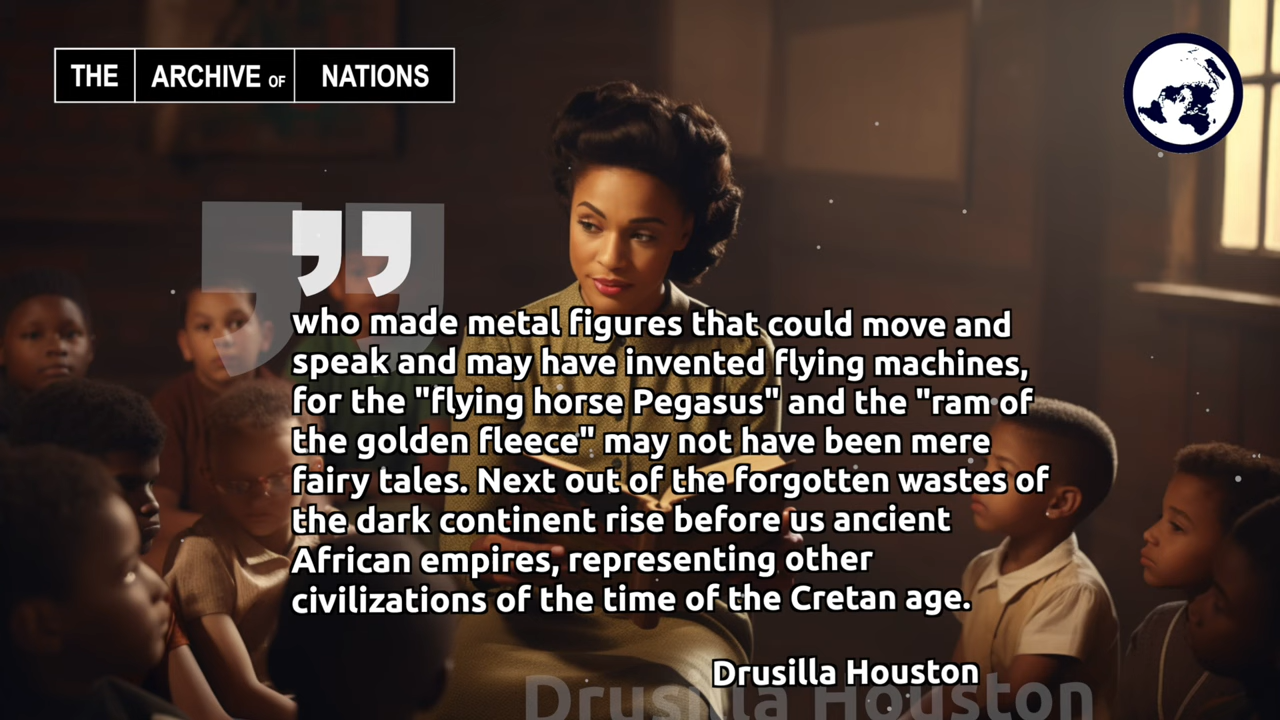 THE ARCHIVE OF NATIONS
”
who made metal figures that could move and
speak and may have invented flying machines,
for the "flying horse Pegasus" and the "ram of
the golden fleece" may not have been mere
fairy tales. Next out of the forgotten wastes of
the dark continent rise before us ancient
African empires, representing other
civilizations of the time of the Cretan age.
Drusilla Houston
Drusilla Houston